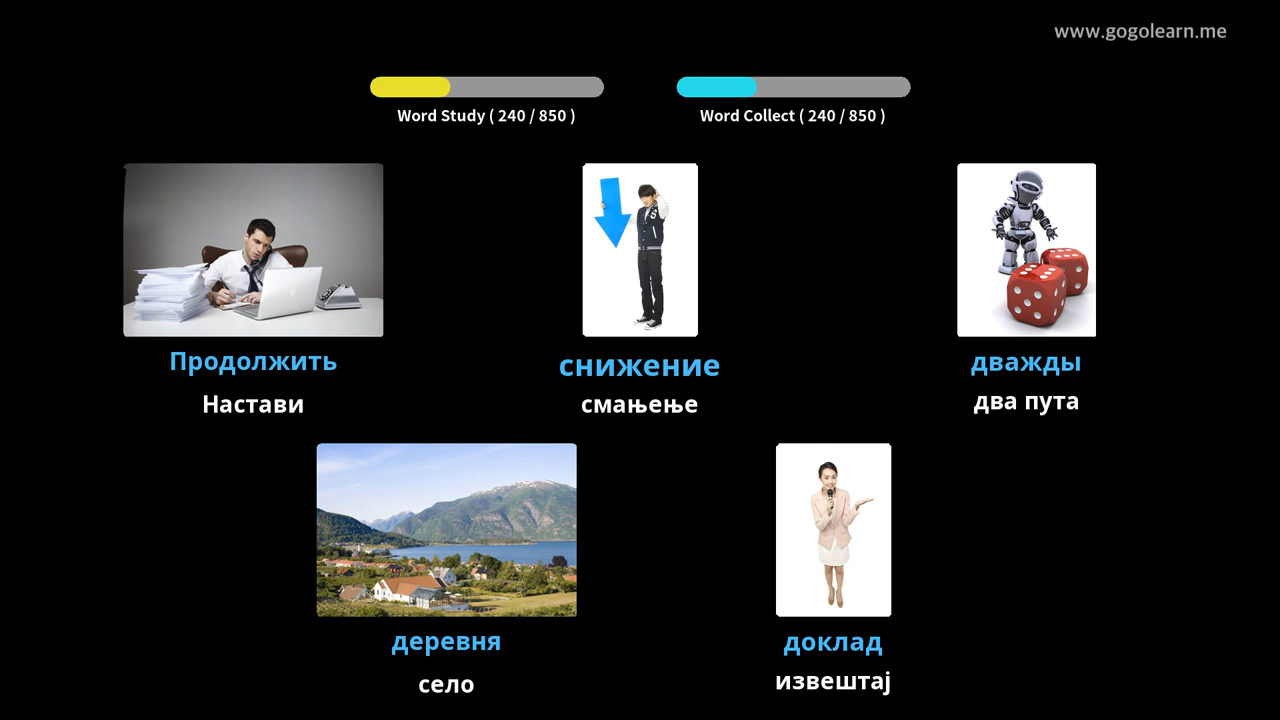 www.gogolearn.me
Word Study ( 240 / 850 )
Word Collect ( 240 / 850 )
Продолжить
Настави
снижение
смањење
дважды
два пута
деревня
село
доклад
извештај